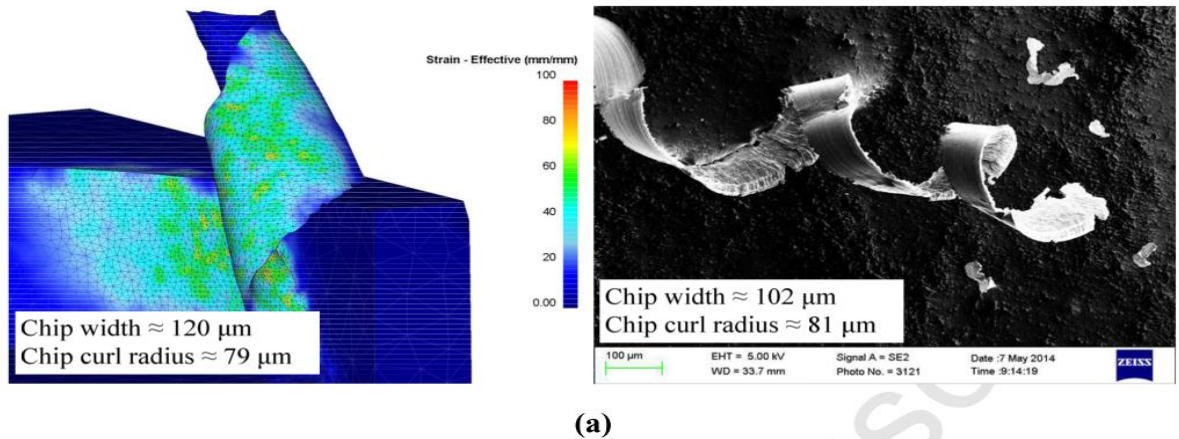 Strain - Effective (mm/mm)
100
80
60
40
20
0.00
Chip width ≈ 120 μm
Chip curl radius ≈ 79 μm
Chip width ≈ 102 μm
Chip curl radius ≈ 81 μm
100 μm
EHT = 5.00 kV
WD = 33.7 mm
Signal A = SE2
Photo No. = 3121
Date :7 May 2014
Time :9:14:19
ZEISS
(a)